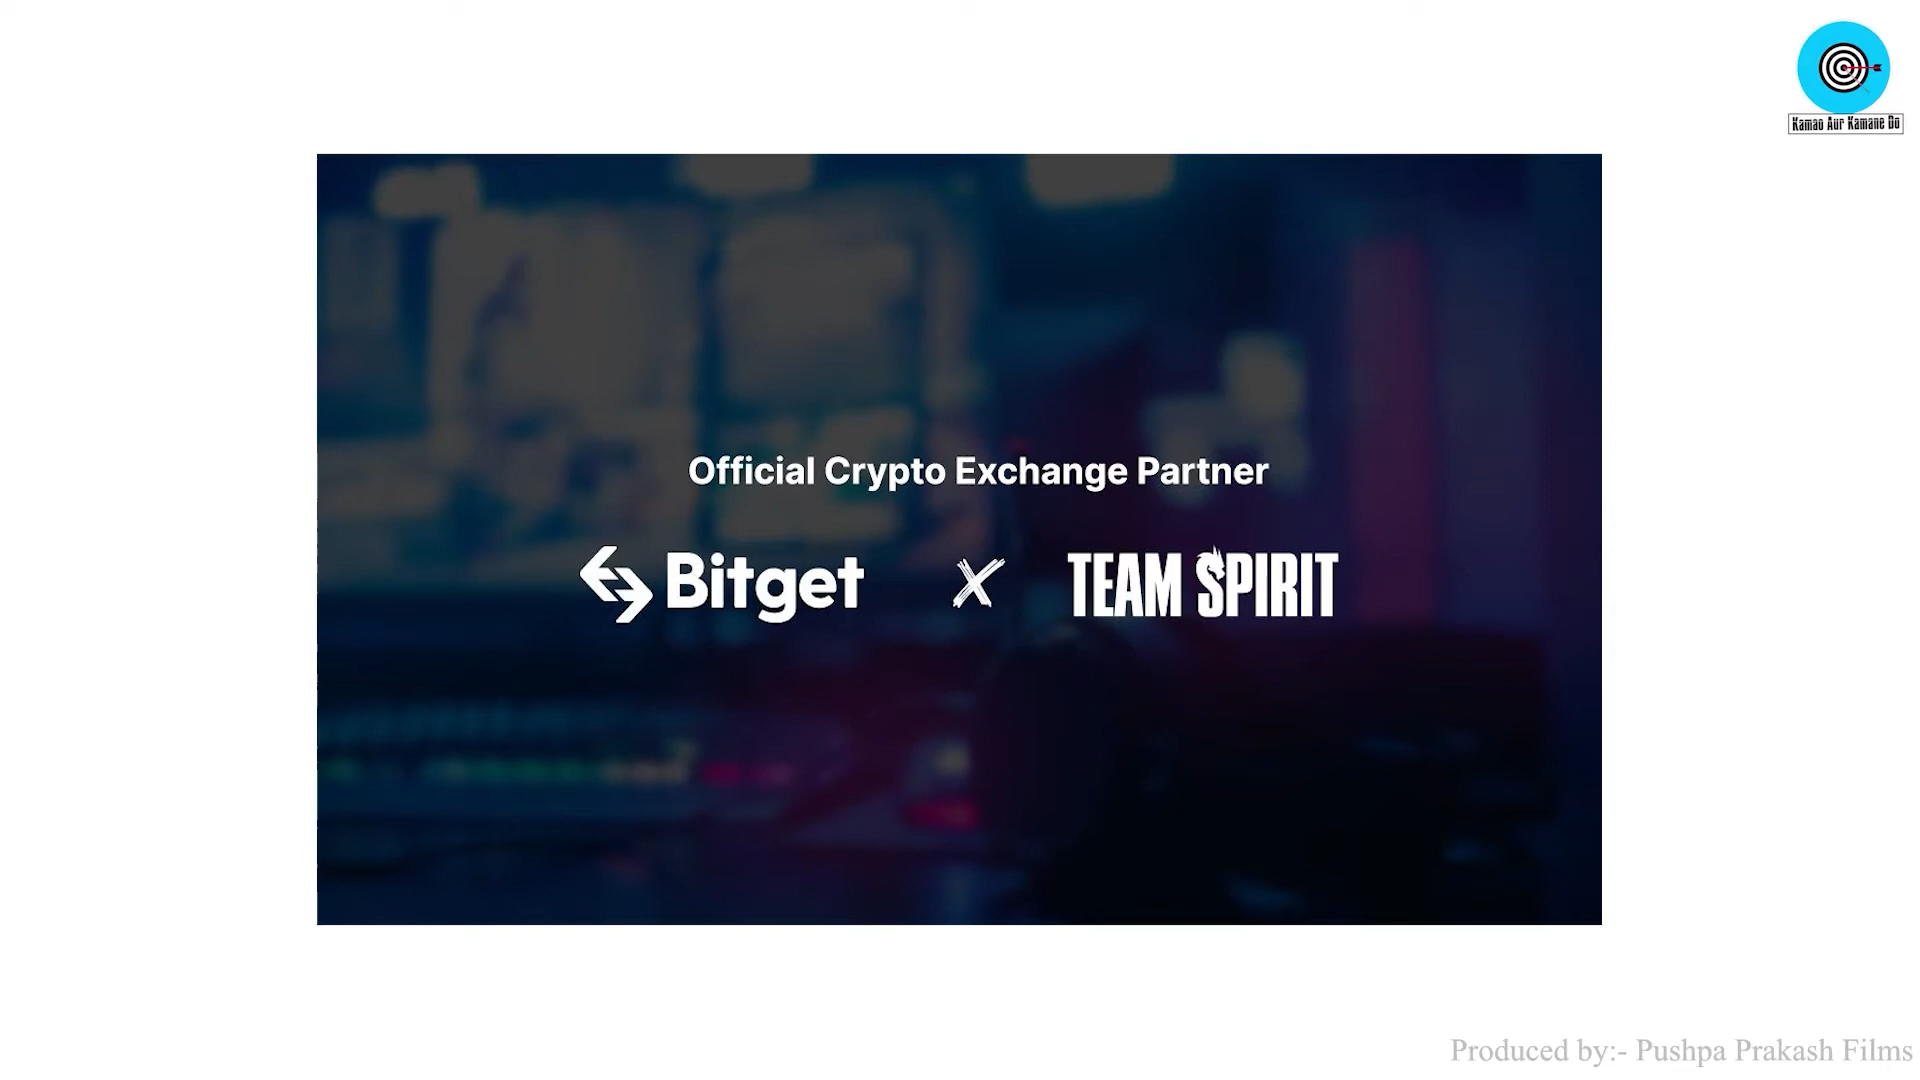 Kamao Aur Kamane Do
Official Crypto Exchange Partner
Bitget X TEAM SPIRIT
Produced by:- Pushpa Prakash Films